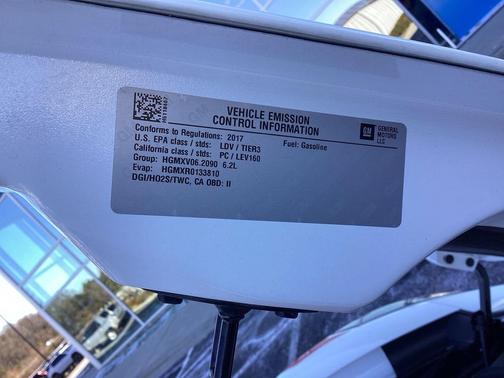 VEHICLE EMISSION
CONTROL INFORMATION
GM
GENERAL
MOTORS
LLC
Conforms to Regulations: 2017
Fuel: Gasoline
U.S. EPA class / stds: LDV / TIER3
California class / stds: PC / LEV160
Group: HGMXV06.2090 6.2L
Evap: HGMXR0133810
DGI/HO2S/TWC, CA OBD: II